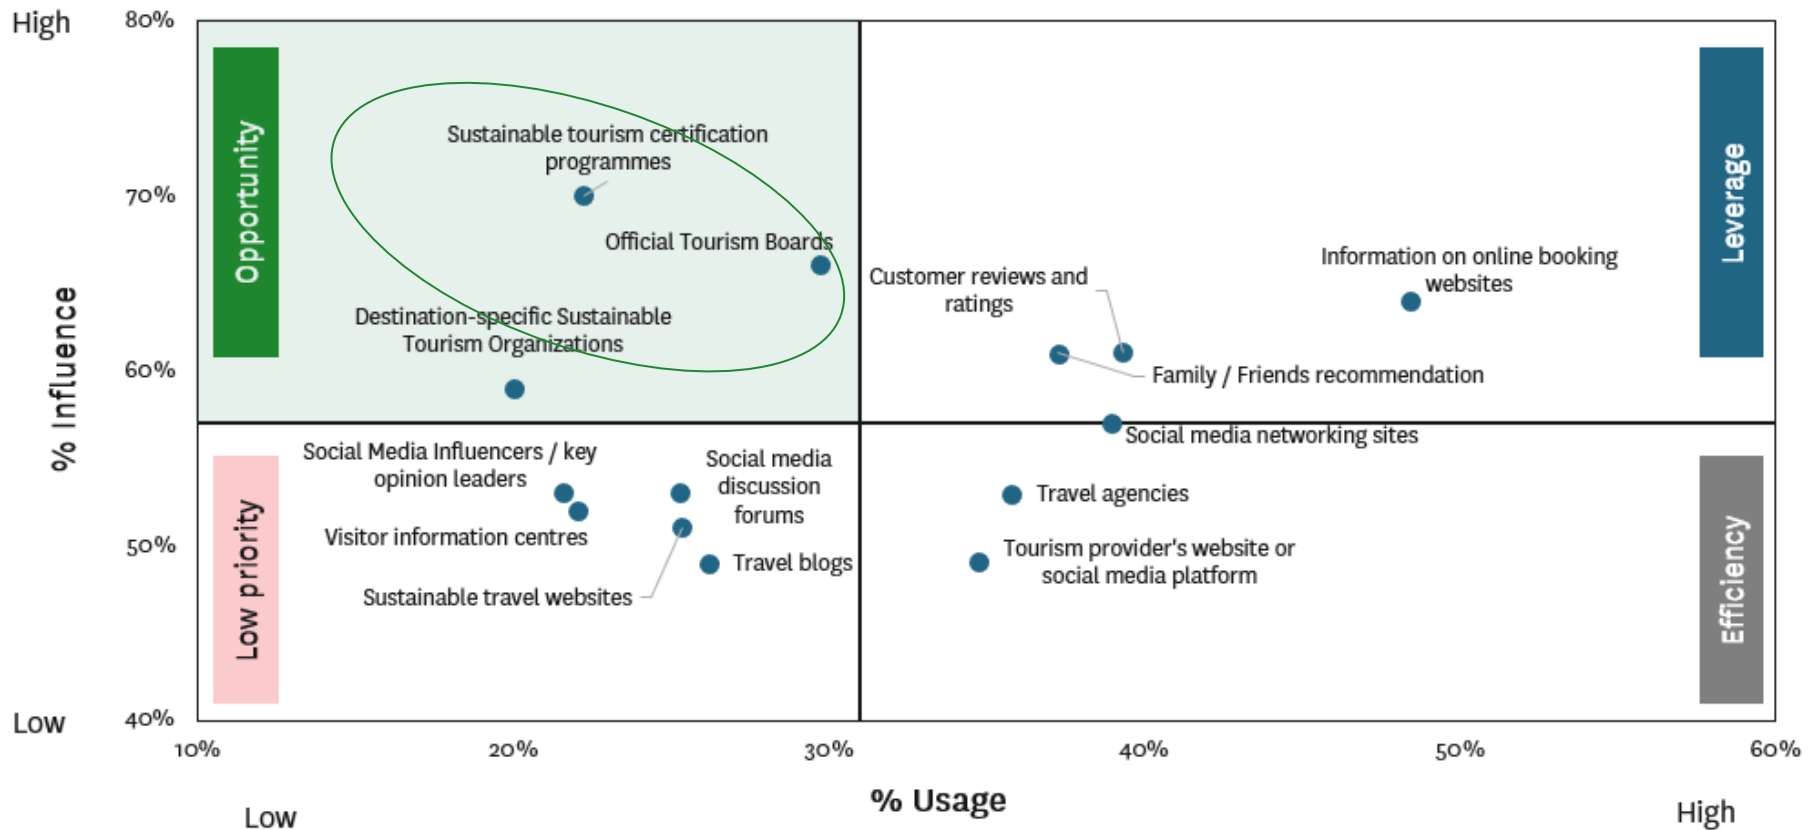 High
80%
Opportunity
Sustainable tourism certification
programmes
Leverage
70%
Official Tourism Boards
Customer reviews and
ratings
Information on online booking
websites
Destination-specific Sustainable
Tourism Organizations
60%
Family / Friends recommendation
% Influence
Social media networking sites
Low priority
Social Media Influencers / key
opinion leaders
Social media
discussion
forums
Travel agencies
Efficiency
50%
Visitor information centres
Travel blogs
Tourism provider's website or
social media platform
Sustainable travel websites
Low
40%
10%
20%
30%
40%
50%
60%
% Usage
Low
High